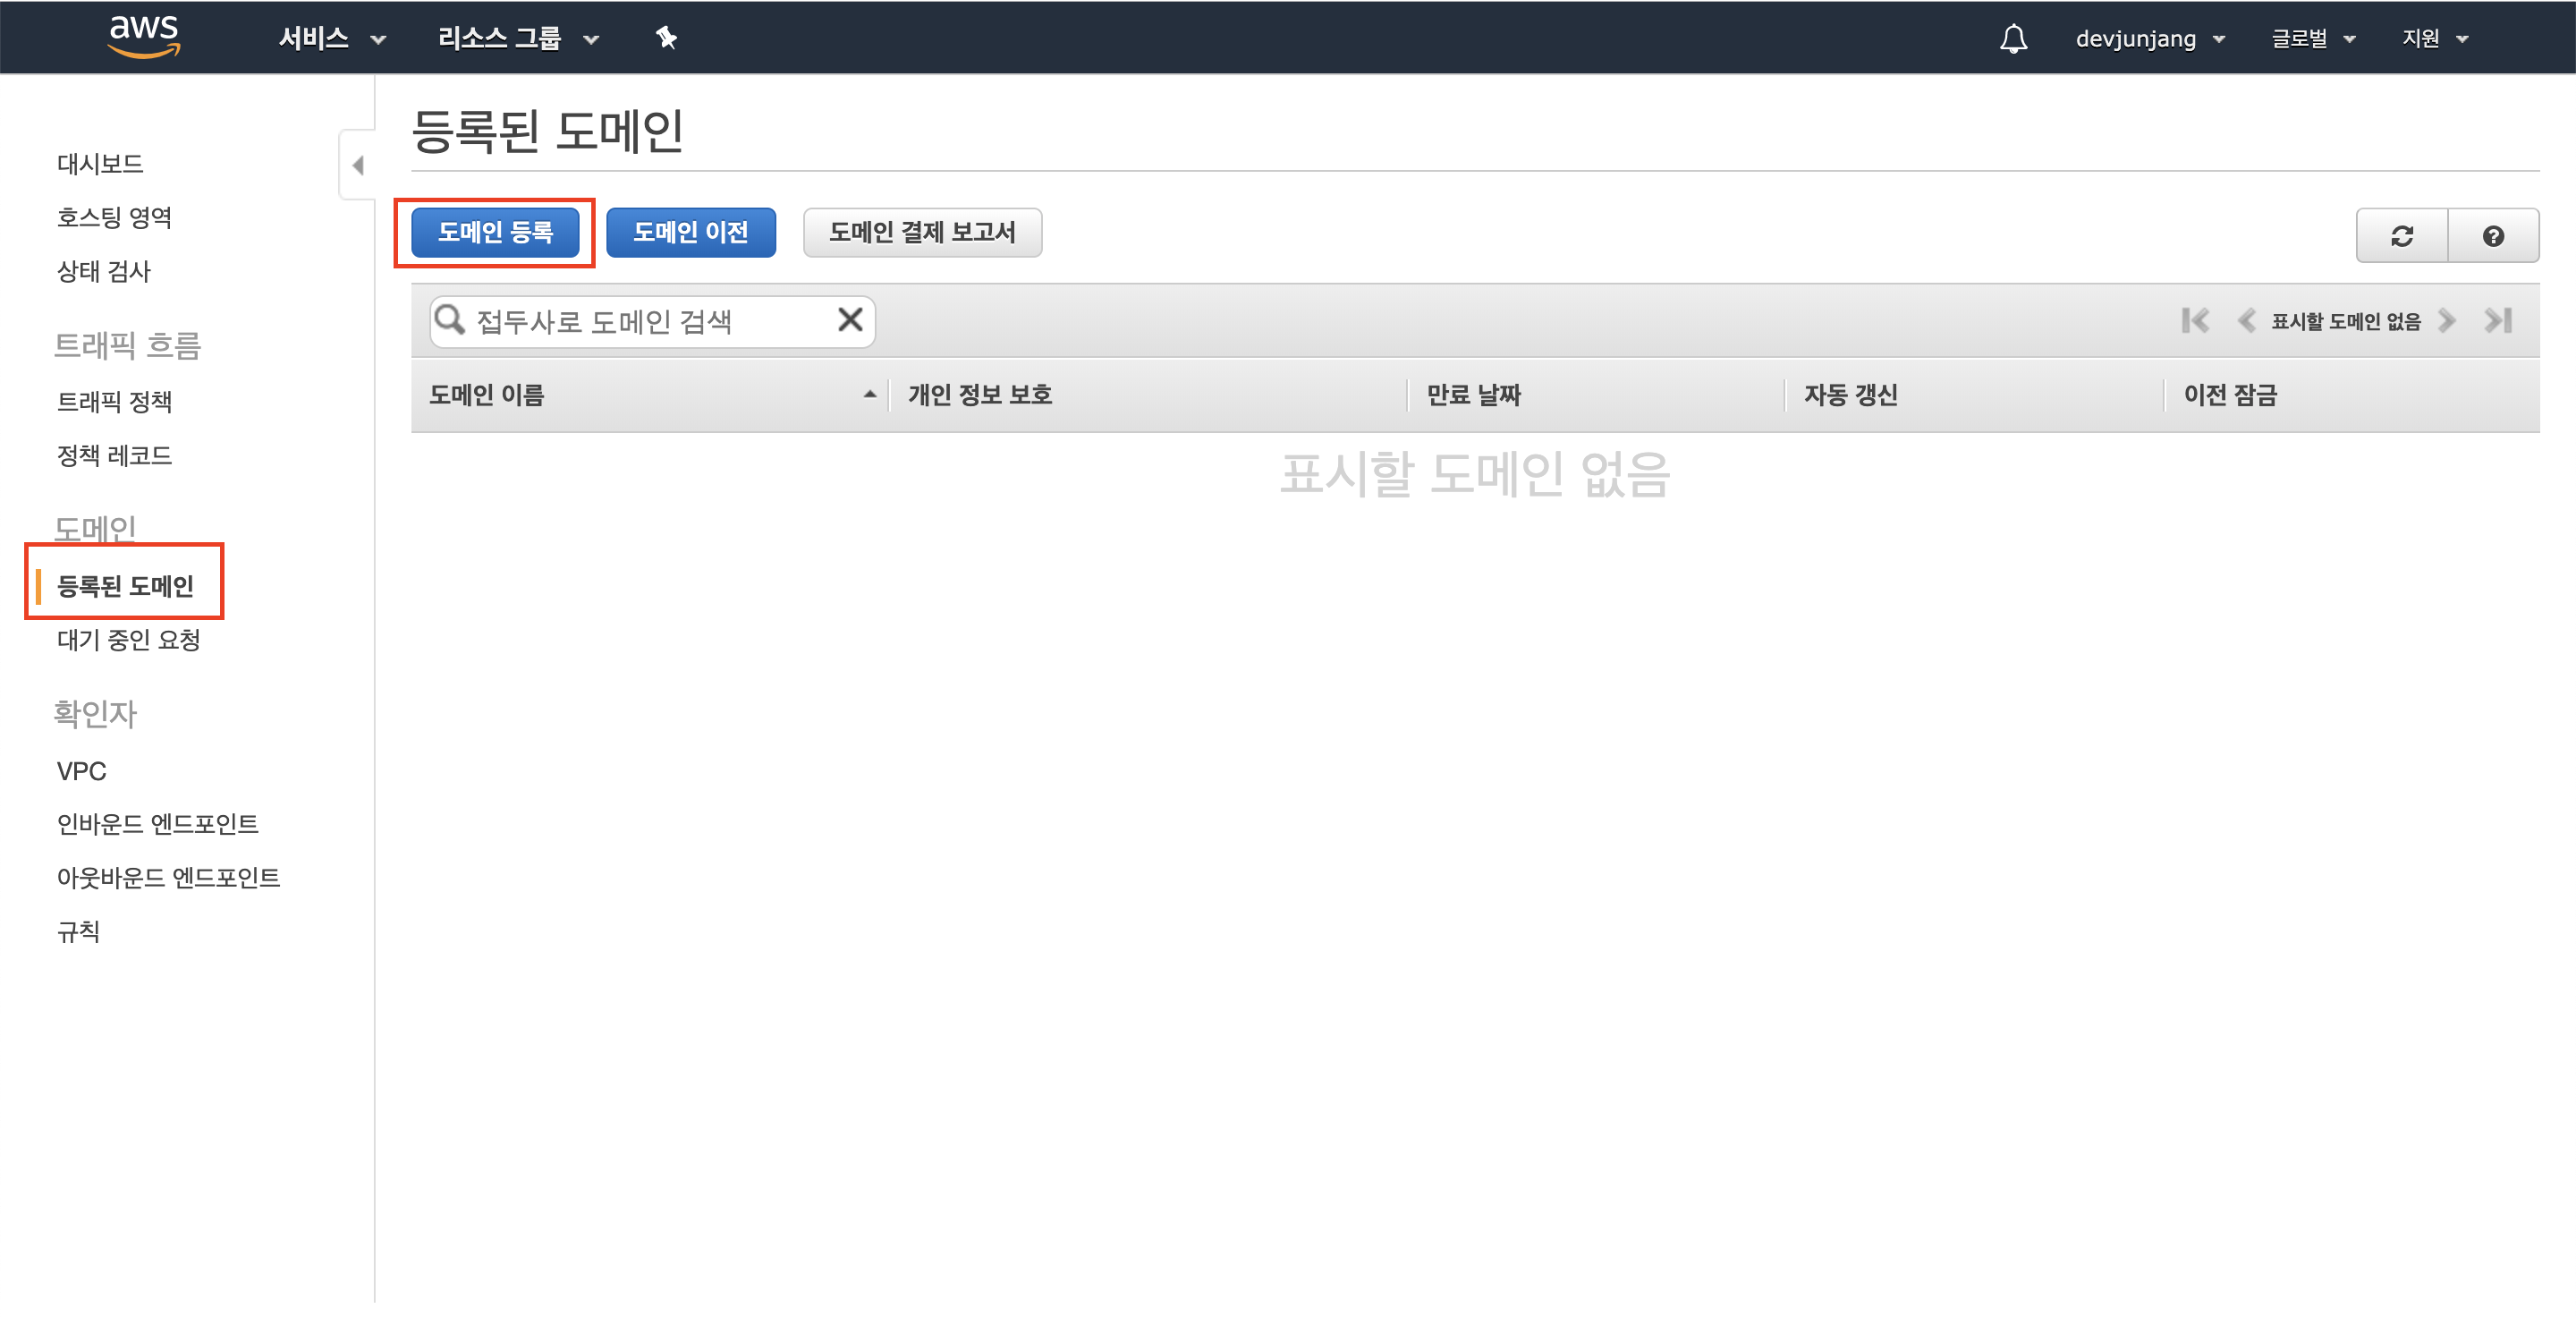 aws
서비스
리소스 그룹
devjunjang
글로벌
지원
대시보드
호스팅 영역
상태 검사
트래픽 흐름
트래픽 정책
정책 레코드
도메인
등록된 도메인
대기 중인 요청
확인자
VPC
인바운드 엔드포인트
아웃바운드 엔드포인트
규칙
등록된 도메인
도메인 등록
도메인 이전
도메인 결제 보고서
접두사로 도메인 검색
표시할 도메인 없음
도메인 이름
개인 정보 보호
만료 날짜
자동 갱신
이전 잠금
표시할 도메인 없음